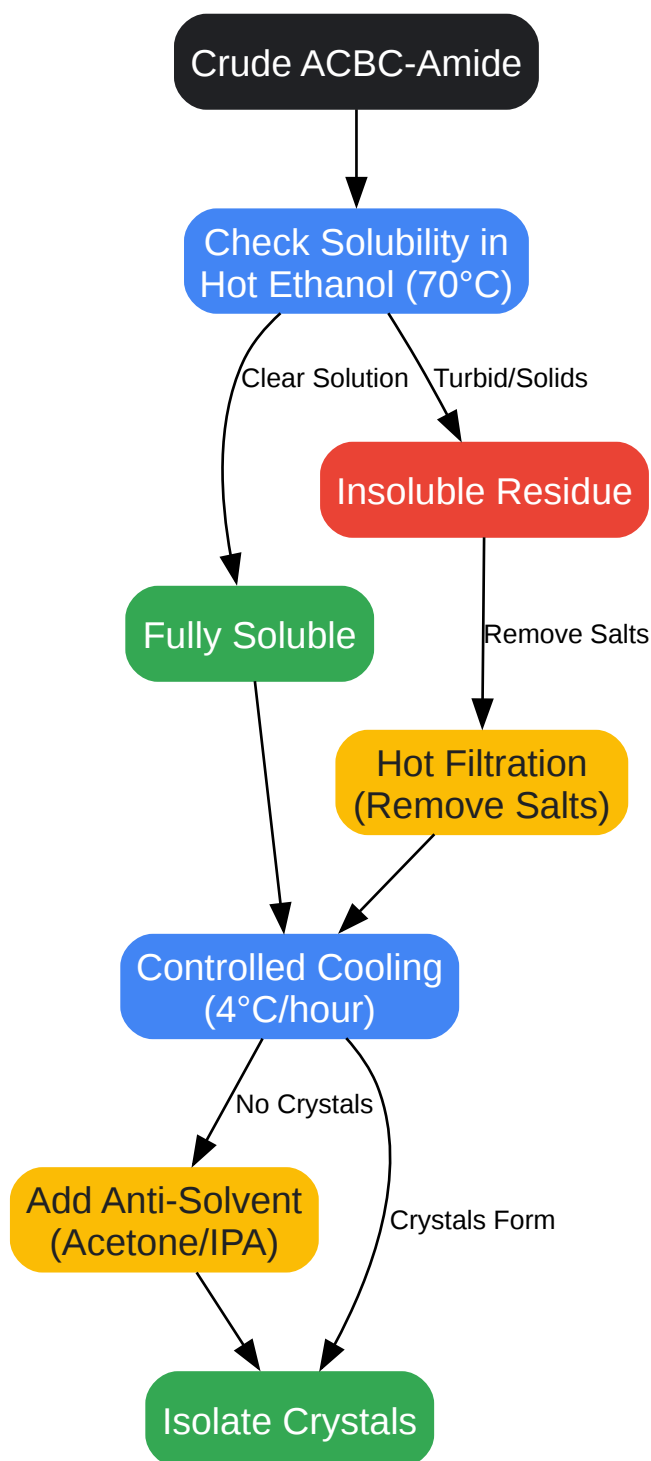 Crude ACBC-Amide
Check Solubility in
Hot Ethanol (70°C)
Clear Solution
Turbid/Solids
Insoluble Residue
Fully Soluble
Remove Salts
Hot Filtration
(Remove Salts)
Controlled Cooling
(4°C/hour)
No Crystals
Add Anti-Solvent
(Acetone/IPA)
Crystals Form
Isolate Crystals